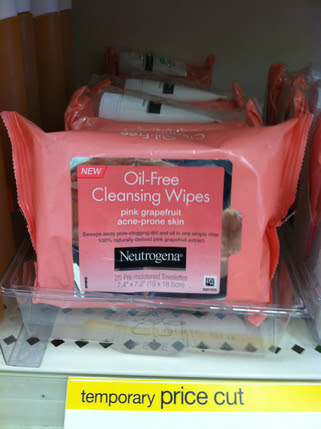 NEW
Oil-Free
Cleansing Wipes
pink grapefruit
acne-prone skin
Sweeps away pore-clogging dirt and oil in one simple step
100% naturally derived pink grapefruit extract
Neutrogena®
25 Pre-moistened Towelettes
7.4" x 7.2" (19 x 18.5cm)
temporary price cut